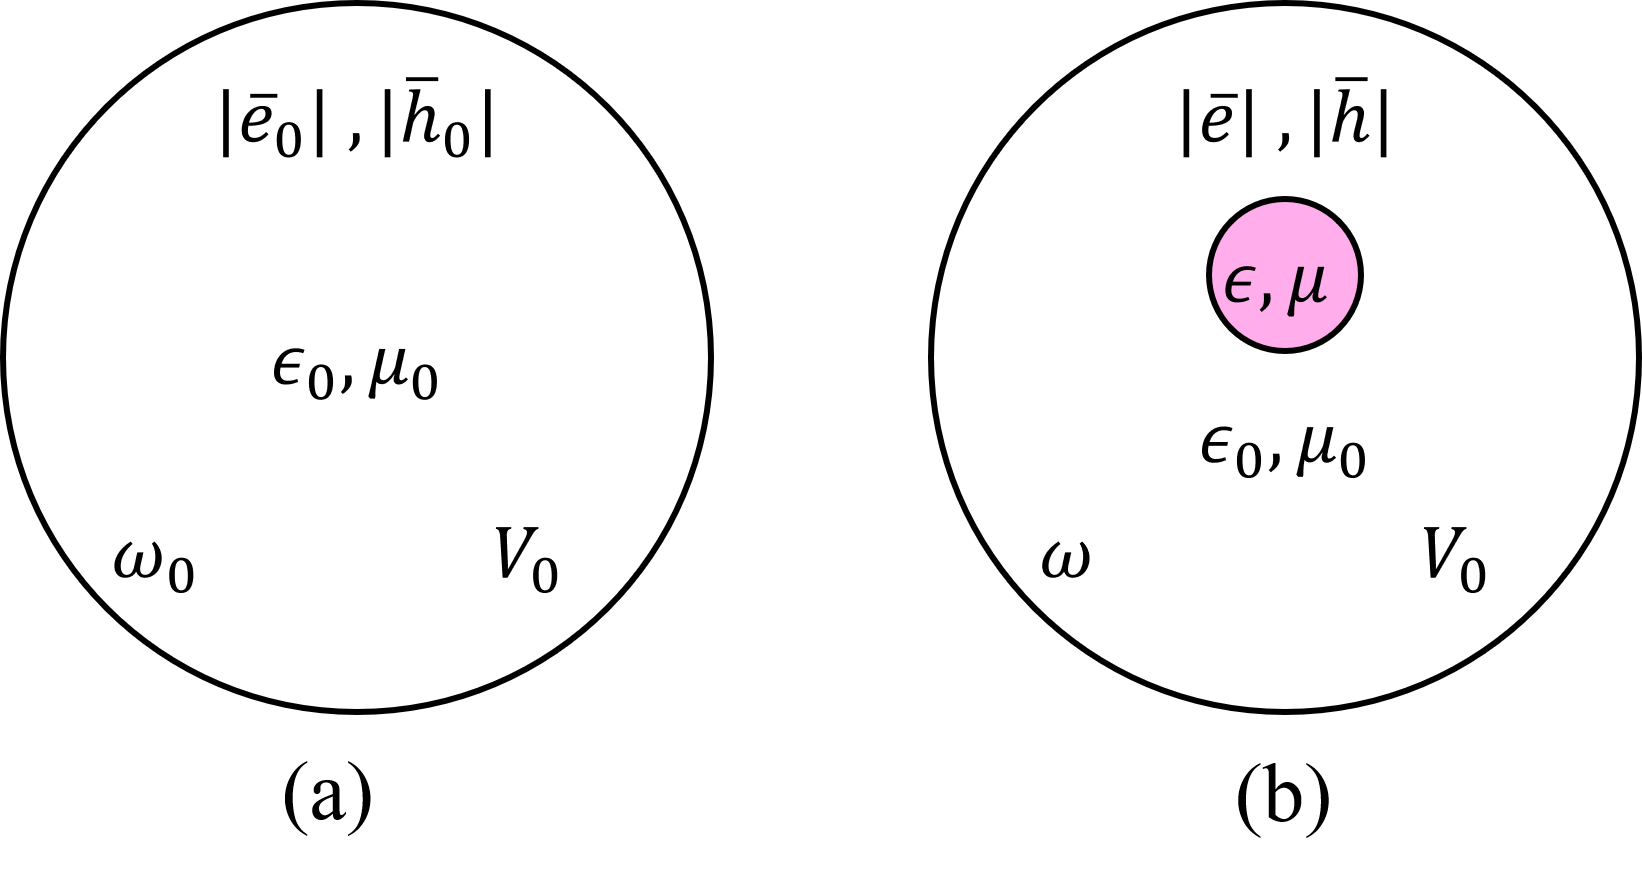 |ē₀| , |h̄₀|
|ē| , |h̄|
ϵ, μ
ϵ₀, μ₀
ϵ₀, μ₀
ω₀
V₀
ω
V₀
(a)
(b)